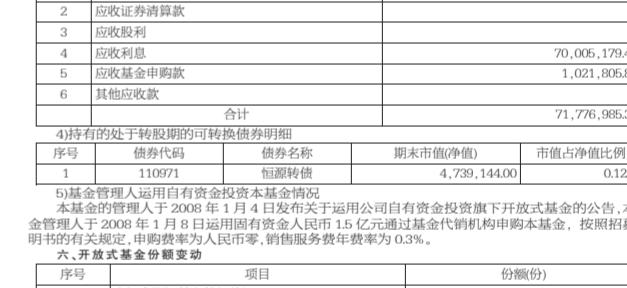 2 应收证券清算款
3 应收股利
4 应收利息 70,005,179.4
5 应收基金申购款 1,021,805.8
6 其他应收款
合计 71,776,985.3
4)持有的处于转股期的可转换债券明细
序号 债券代码 债券名称 期末市值(净值) 市值占净值比例
1 110971 恒源转债 4,739,144.00 0.12
5)基金管理人运用自有资金投资本基金情况
本基金的管理人于 2008 年 1 月 4 日发布关于运用公司自有资金投资旗下开放式基金的公告,本
金管理人于 2008 年 1 月 8 日运用固有资金人民币 1.5 亿元通过基金代销机构申购本基金，按照招募
明书的有关规定,申购费率为人民币零,销售服务费年费率为 0.3%。
六、开放式基金份额变动
序号 项目 份额(份)